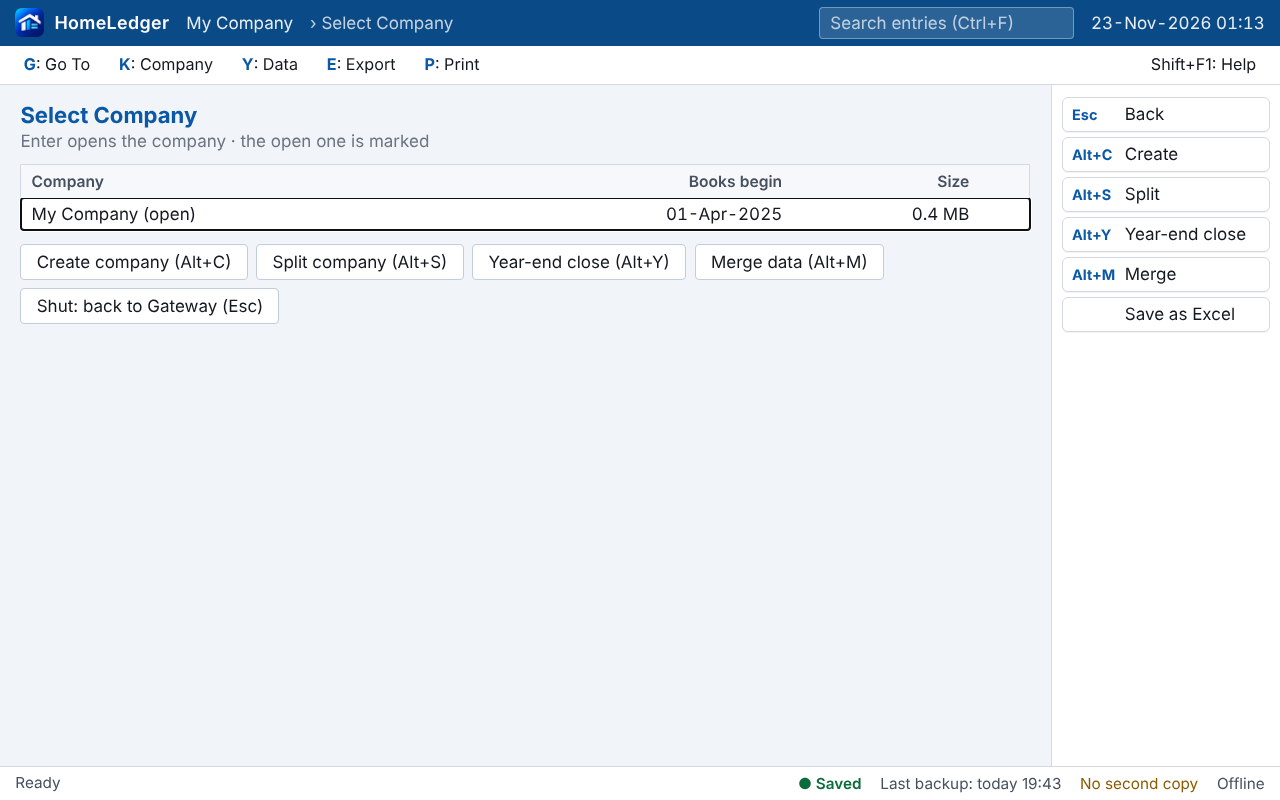 HomeLedger My Company › Select Company Search entries (Ctrl+F) 23-Nov-2026 01:13
G: Go To K: Company Y: Data E: Export P: Print Shift+F1: Help
Select Company
Enter opens the company · the open one is marked
Company Books begin Size
My Company (open) 01-Apr-2025 0.4 MB
Create company (Alt+C) Split company (Alt+S) Year-end close (Alt+Y) Merge data (Alt+M)
Shut: back to Gateway (Esc)
Esc Back
Alt+C Create
Alt+S Split
Alt+Y Year-end close
Alt+M Merge
Save as Excel
Ready Saved Last backup: today 19:43 No second copy Offline